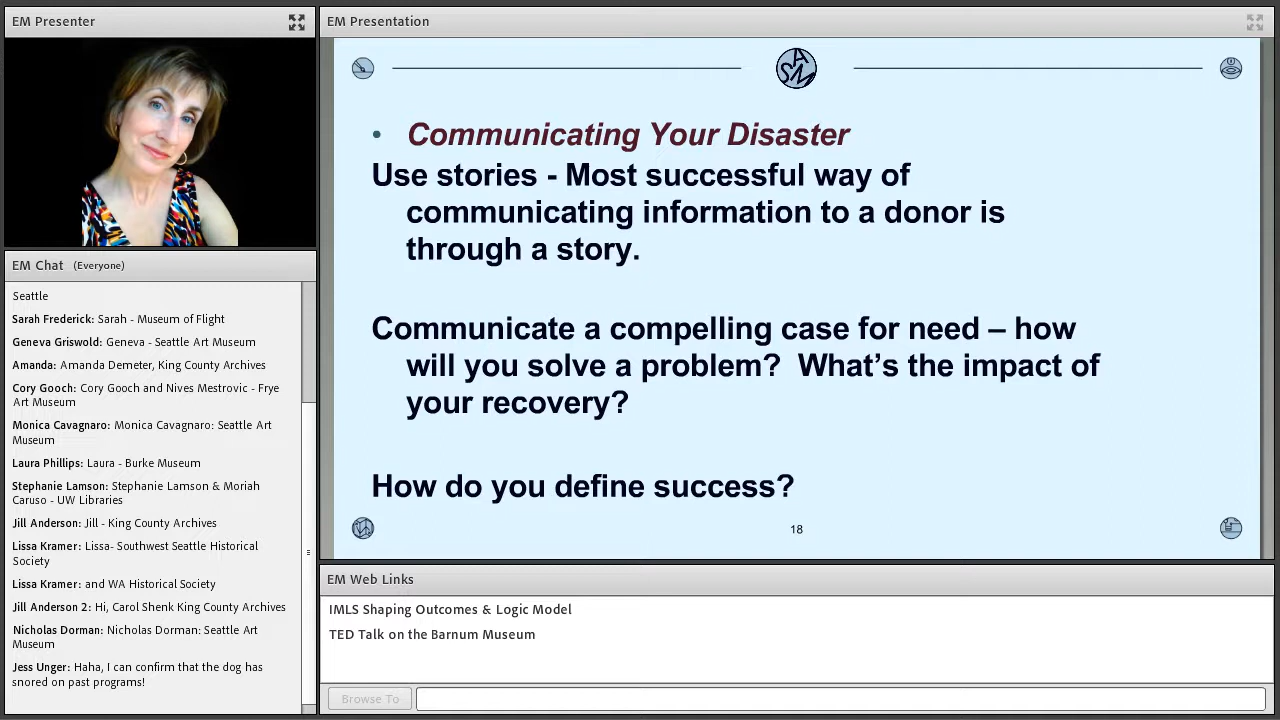 EM Presenter
EM Chat (Everyone)
Seattle
Sarah Frederick: Sarah - Museum of Flight
Geneva Griswold: Geneva - Seattle Art Museum
Amanda: Amanda Demeter, King County Archives
Cory Gooch: Cory Gooch and Nives Mestrovic - Frye
Art Museum
Monica Cavagnaro: Monica Cavagnaro: Seattle Art
Museum
Laura Phillips: Laura - Burke Museum
Stephanie Lamson: Stephanie Lamson & Moriah
Caruso - UW Libraries
Jill Anderson: Jill - King County Archives
Lissa Kramer: Lissa- Southwest Seattle Historical
Society
Lissa Kramer: and WA Historical Society
Jill Anderson 2: Hi, Carol Shenk King County Archives
Nicholas Dorman: Nicholas Dorman: Seattle Art
Museum
Jess Unger: Haha, I can confirm that the dog has
snored on past programs!
EM Presentation
ASM
• Communicating Your Disaster
Use stories - Most successful way of
communicating information to a donor is
through a story.
Communicate a compelling case for need – how
will you solve a problem?  What's the impact of
your recovery?
How do you define success?
18
EM Web Links
IMLS Shaping Outcomes & Logic Model
TED Talk on the Barnum Museum
Browse To